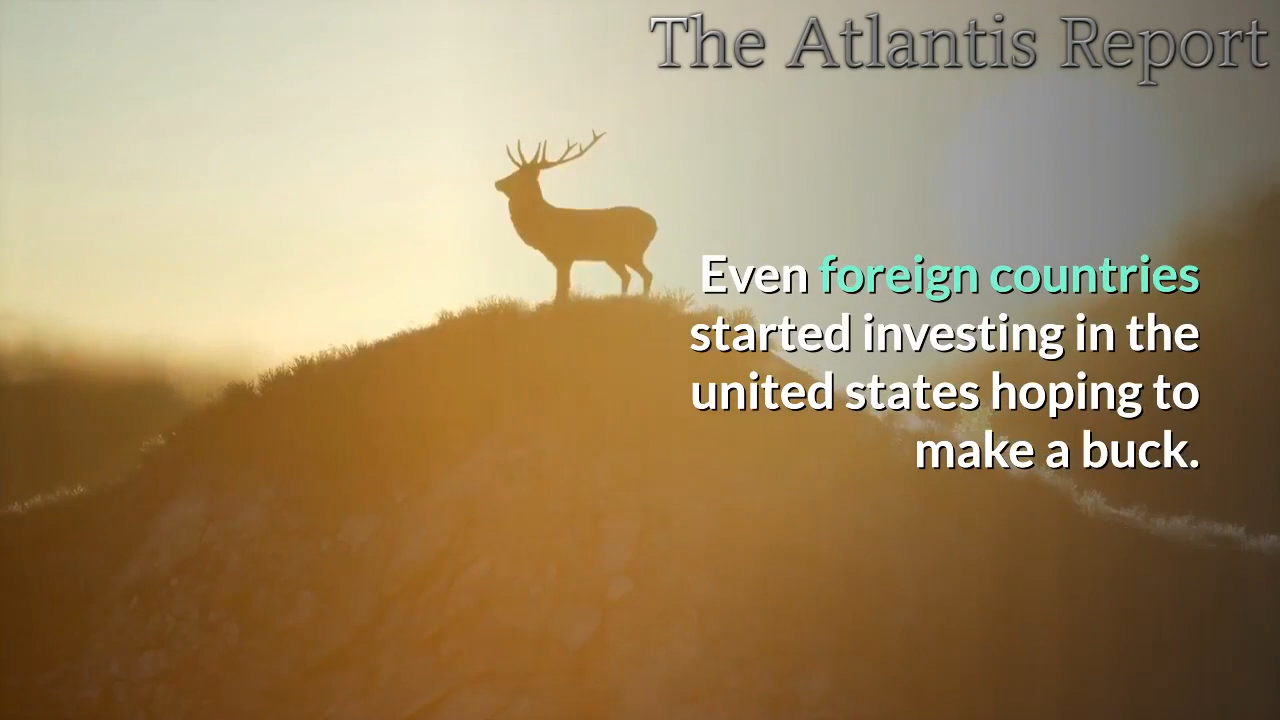 The Atlantis Report
Even foreign countries
started investing in the
united states hoping to
make a buck.